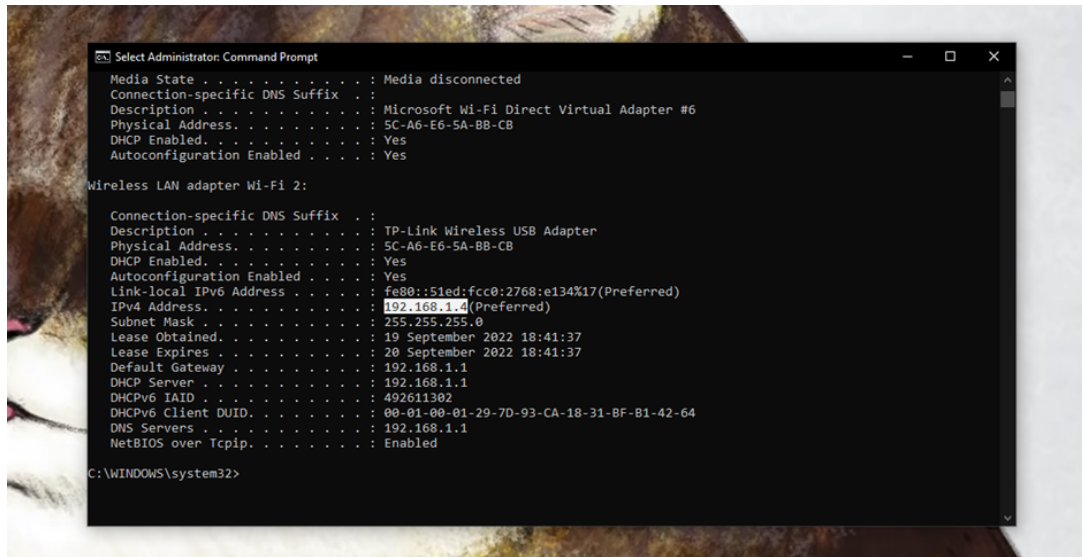 Select Administrator: Command Prompt
Media State . . . . . . . . . . . : Media disconnected
Connection-specific DNS Suffix  . :
Description . . . . . . . . . . . : Microsoft Wi-Fi Direct Virtual Adapter #6
Physical Address. . . . . . . . . : 5C-A6-E6-5A-BB-CB
DHCP Enabled. . . . . . . . . . . : Yes
Autoconfiguration Enabled . . . . : Yes
Wireless LAN adapter Wi-Fi 2:
Connection-specific DNS Suffix  . :
Description . . . . . . . . . . . : TP-Link Wireless USB Adapter
Physical Address. . . . . . . . . : 5C-A6-E6-5A-BB-CB
DHCP Enabled. . . . . . . . . . . : Yes
Autoconfiguration Enabled . . . . : Yes
Link-local IPv6 Address . . . . . : fe80::51ed:fcc0:2768:e134%17(Preferred)
IPv4 Address. . . . . . . . . . . : 192.168.1.4(Preferred)
Subnet Mask . . . . . . . . . . . : 255.255.255.0
Lease Obtained. . . . . . . . . . : 19 September 2022 18:41:37
Lease Expires . . . . . . . . . . : 20 September 2022 18:41:37
Default Gateway . . . . . . . . . : 192.168.1.1
DHCP Server . . . . . . . . . . . : 192.168.1.1
DHCPv6 IAID . . . . . . . . . . . : 492611302
DHCPv6 Client DUID. . . . . . . . : 00-01-00-01-29-7D-93-CA-18-31-BF-B1-42-64
DNS Servers . . . . . . . . . . . : 192.168.1.1
NetBIOS over Tcpip. . . . . . . . : Enabled
C:\WINDOWS\system32>